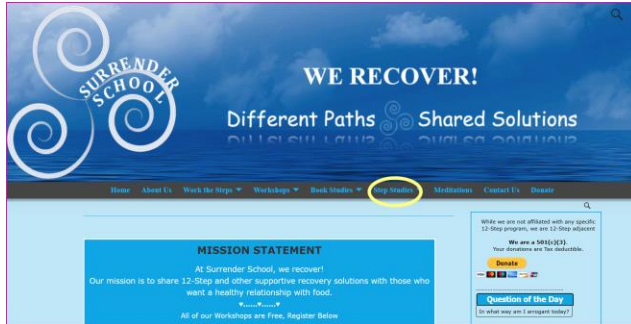 SURRENDER
SCHOOL
WE RECOVER!
Different Paths Shared Solutions
Home About Us Work the Steps Workshops Book Studies Step Studies Meditations Contact Us Donate
MISSION STATEMENT
At Surrender School, we recover!
Our mission is to share 12-Step and other supportive recovery solutions with those who
want a healthy relationship with food.
♥......♥......♥
All of our Workshops are Free, Register Below
While we are not affiliated with any specific
12-Step program, we are 12-Step adjacent
We are a 501(c)(3).
Your donations are Tax deductible.
Donate
Question of the Day
In what way am I arrogant today?